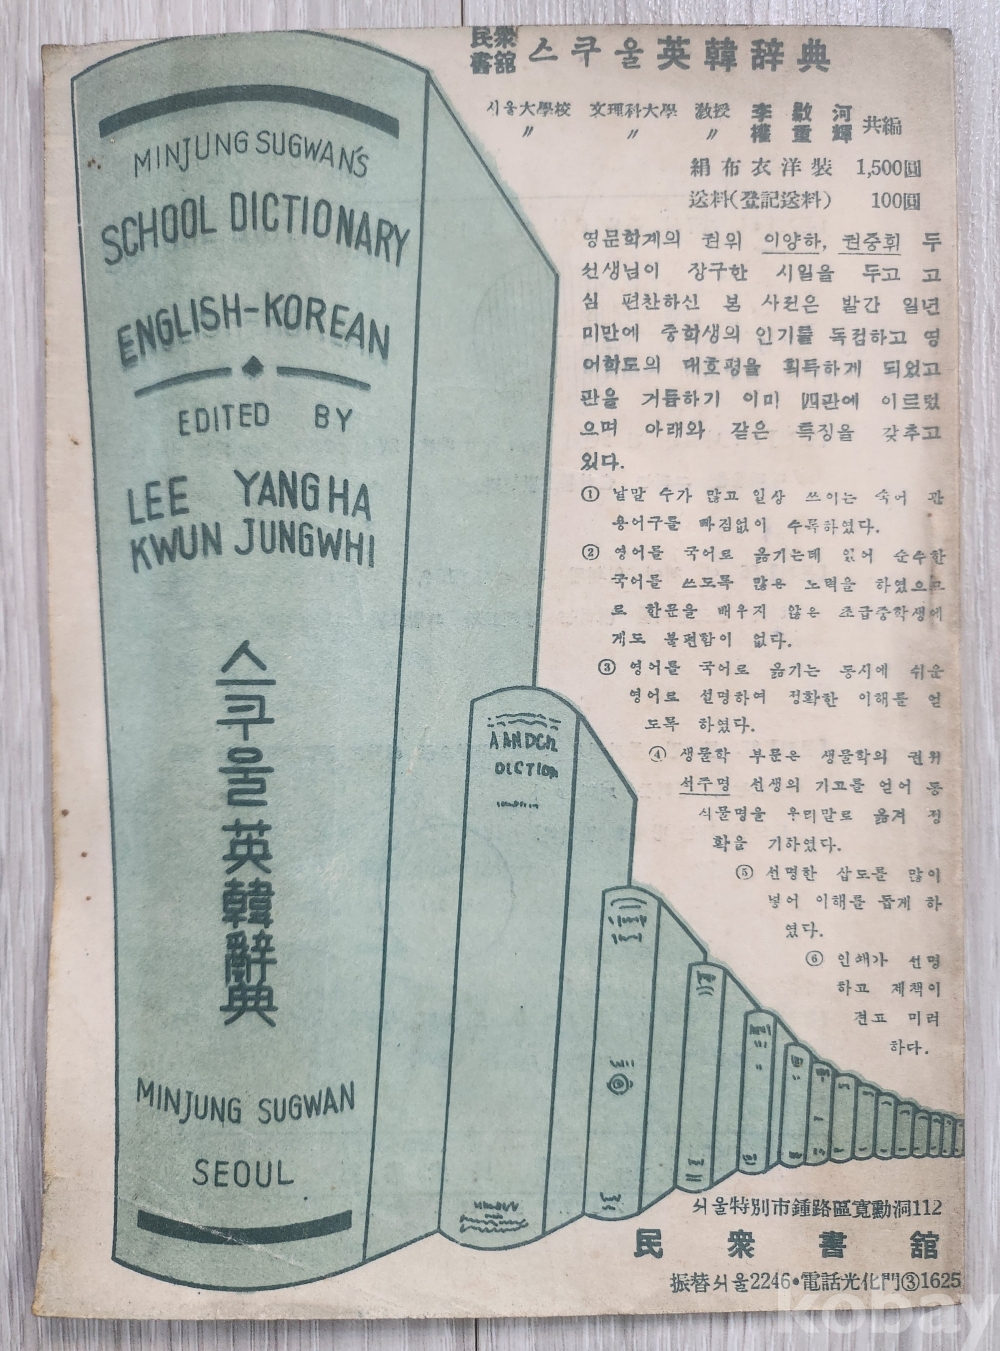 民衆書舘 스쿠울英韓辞典
서울大學校 文理科大學 敎授 李敭河
〃 〃 〃 權重輝 共編
絹布衣洋裝 1,500圓
送料(登記送料) 100圓
영문학계의 권위 이양하, 권중휘 두
선생님이 장구한 시일을 두고 고
심 편찬하신 본 사전은 발간 일년
미만에 중학생의 인기를 독점하고 영
어학도의 대호평을 획득하게 되었고
판을 거듭하기 이미 四판에 이르렀
으며 아래와 같은 특징을 갖추고
있다.
① 낱말 수가 많고 일상 쓰이는 숙어 관
용어구를 빠짐없이 수록하였다.
② 영어를 국어로 옮기는데 있어 순수한
국어를 쓰도록 많은 노력을 하였으므
로 한문을 배우지 않은 초급중학생에
게도 불편함이 없다.
③ 영어를 국어로 옮기는 동시에 쉬운
영어로 설명하여 정확한 이해를 얻
도록 하였다.
④ 생물학 부문은 생물학의 권위
석주명 선생의 기고를 얻어 동
식물명을 우리말로 옮겨 정
확을 기하였다.
⑤ 선명한 삽도를 많이
넣어 이해를 돕게 하
였다.
⑥ 인쇄가 선명
하고 제책이
견고 미려
하다.
MINJUNG SUGWAN'S
SCHOOL DICTIONARY
ENGLISH-KOREAN
EDITED BY
LEE YANGHA
KWUN JUNGWHI
스쿠울英韓辭典
MINJUNG SUGWAN
SEOUL
DICTION
서울特別市鍾路區寬勳洞112
民衆書舘
振替서울2246•電話光化門③1625
kobay